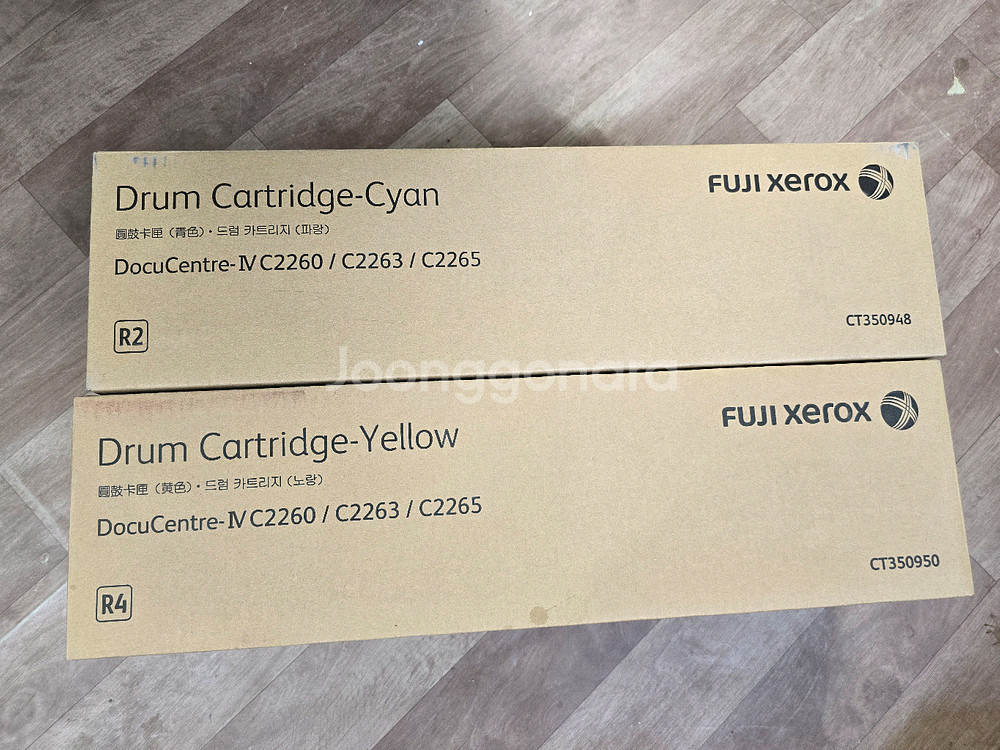 Drum Cartridge-Cyan
圓鼓卡匣（青色）・드럼 카트리지 (파랑)
DocuCentre-Ⅳ C2260 / C2263 / C2265
R2
FUJI xerox
CT350948
Joonggonara
Drum Cartridge-Yellow
圓鼓卡匣（黄色）・드럼 카트리지 (노랑)
DocuCentre-Ⅳ C2260 / C2263 / C2265
R4
FUJI xerox
CT350950